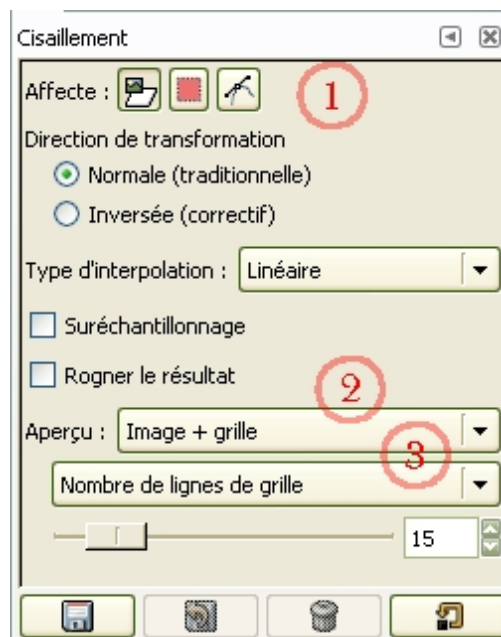 Cisaillement
Affecte :
1
Direction de transformation
Normale (traditionnelle)
Inversée (correctif)
Type d'interpolation : Linéaire
Suréchantillonnage
Rogner le résultat
2
Aperçu : Image + grille
3
Nombre de lignes de grille
15